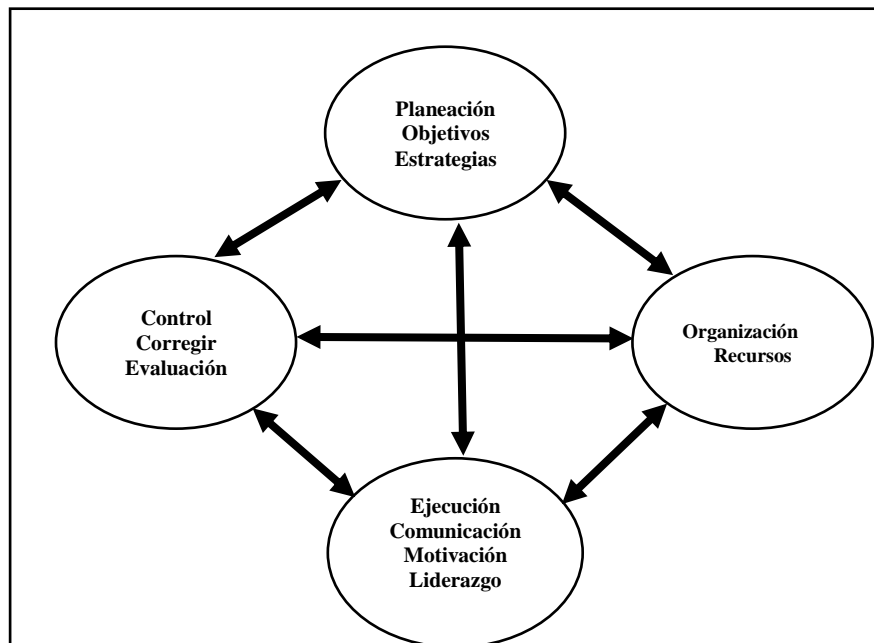 Planeación
Objetivos
Estrategias
Control
Corregir
Evaluación
Organización
Recursos
Ejecución
Comunicación
Motivación
Liderazgo